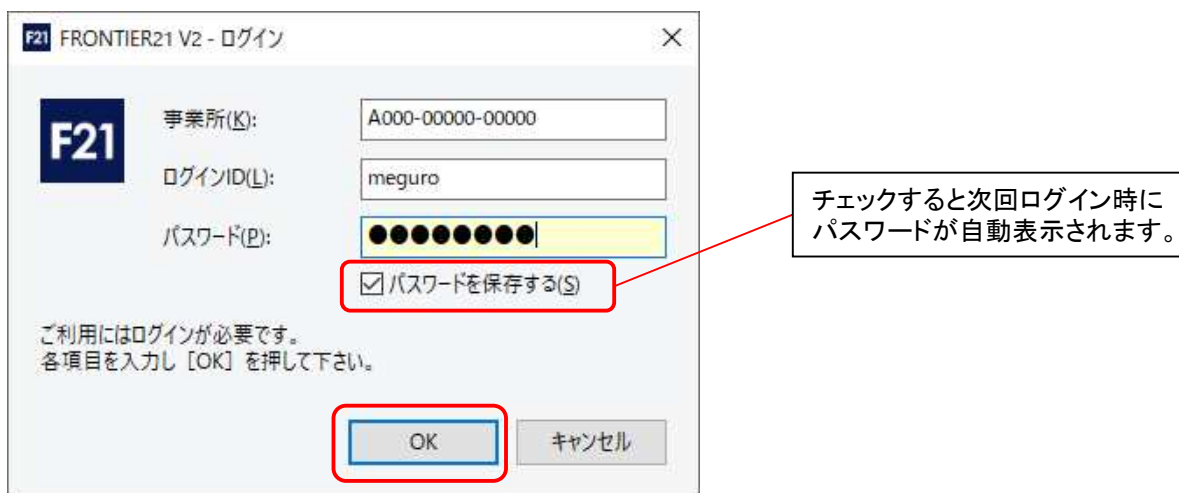 F21 FRONTIER21 V2 - ログイン
F21
事業所(K):
A000-00000-00000
ログインID(L):
meguro
パスワード(P):
●●●●●●●●
パスワードを保存する(S)
チェックすると次回ログイン時に
パスワードが自動表示されます。
ご利用にはログインが必要です。
各項目を入力し [OK] を押して下さい。
OK
キャンセル